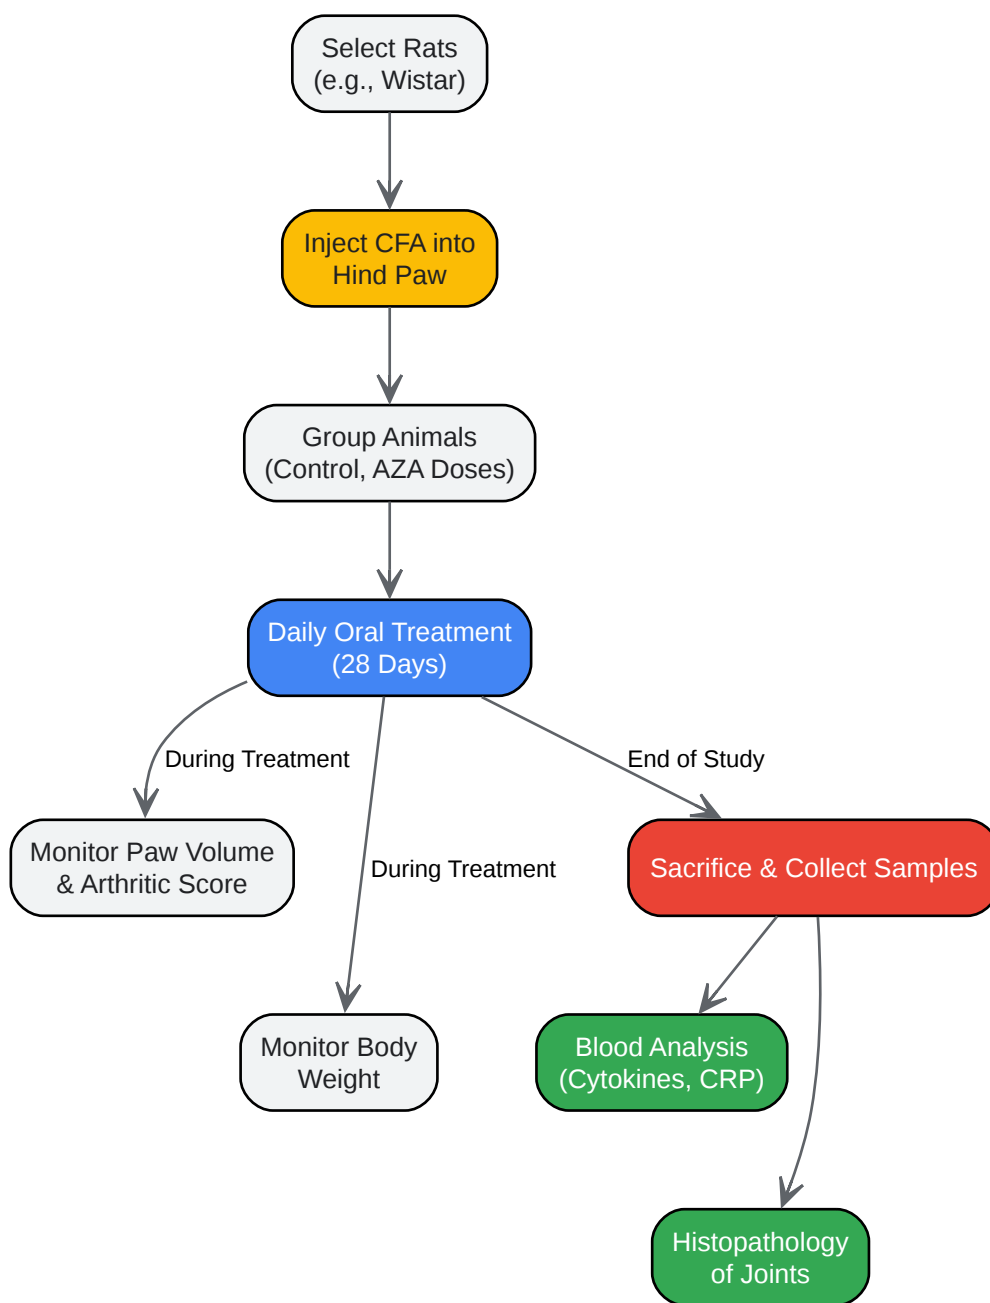 Select Rats
(e.g., Wistar)
Inject CFA into
Hind Paw
Group Animals
(Control, AZA Doses)
Daily Oral Treatment
(28 Days)
During Treatment
End of Study
Monitor Paw Volume
& Arthritic Score
During Treatment
Sacrifice & Collect Samples
Monitor Body
Weight
Blood Analysis
(Cytokines, CRP)
Histopathology
of Joints